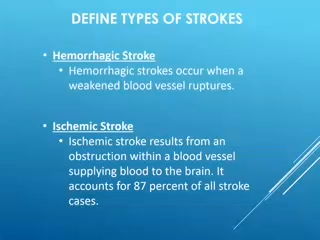 DEFINE TYPES OF STROKES
• Hemorrhagic Stroke
• Hemorrhagic strokes occur when a
weakened blood vessel ruptures.
• Ischemic Stroke
• Ischemic stroke results from an
obstruction within a blood vessel
supplying blood to the brain. It
accounts for 87 percent of all stroke
cases.